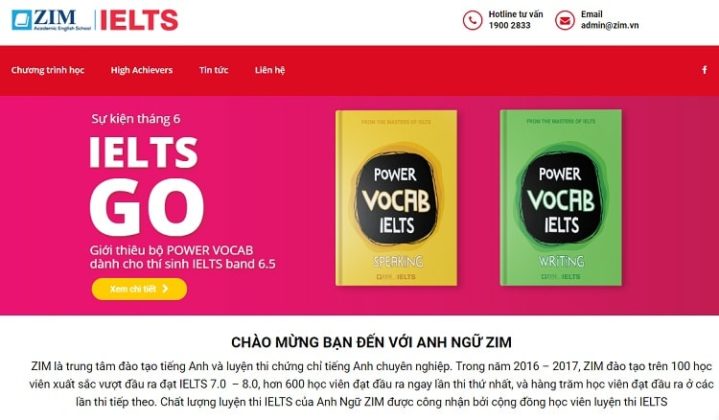 ZIM
Academic English School
IELTS
Hotline tư vấn
1900 2833
Email
admin@zim.vn
Chương trình học
High Achievers
Tin tức
Liên hệ
f
Sự kiện tháng 6
IELTS
GO
Giới thiêu bộ POWER VOCAB
dành cho thí sinh IELTS band 6.5
Xem chi tiết
FROM THE MASTERS OF IELTS
POWER
VOCAB
IELTS
SPEAKING
ZIM IELTS
FROM THE MASTERS OF IELTS
POWER
VOCAB
IELTS
WRITING
ZIM IELTS
CHÀO MỪNG BẠN ĐẾN VỚI ANH NGỮ ZIM
ZIM là trung tâm đào tạo tiếng Anh và luyện thi chứng chỉ tiếng Anh chuyên nghiệp. Trong năm 2016 – 2017, ZIM đào tạo trên 100 học
viên xuất sắc vượt đầu ra đạt IELTS 7.0 – 8.0, hơn 600 học viên đạt đầu ra ngay lần thi thứ nhất, và hàng trăm học viên đạt đầu ra ở các
lần thi tiếp theo. Chất lượng luyện thi IELTS của Anh Ngữ ZIM được công nhận bởi cộng đồng học viên luyện thi IELTS